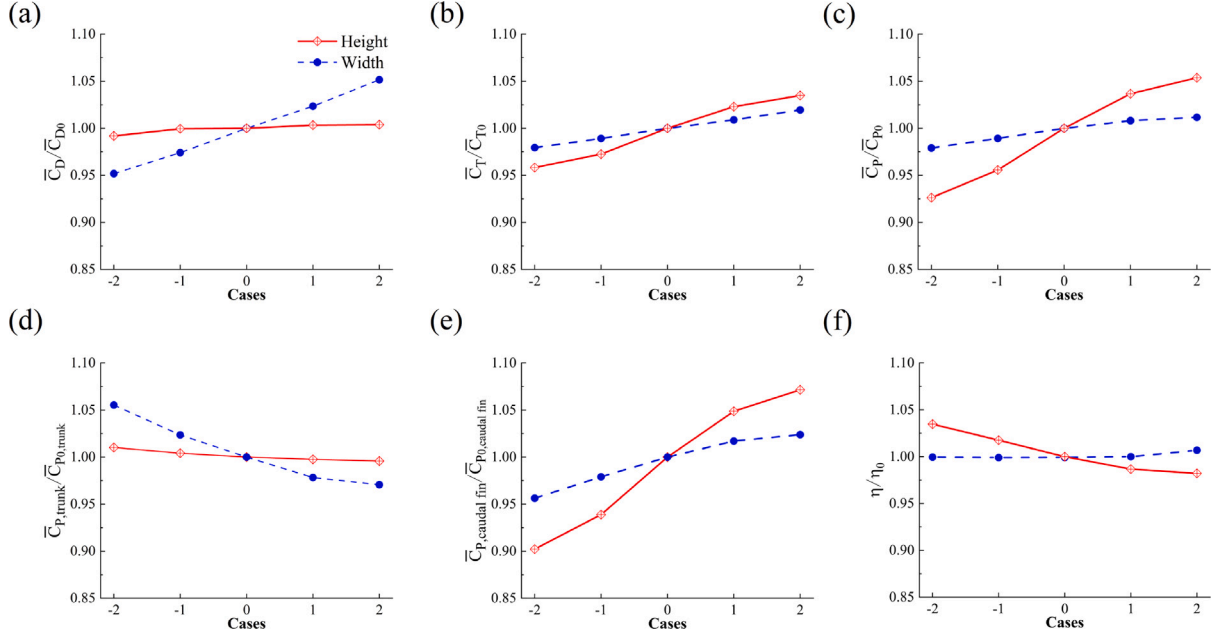 (a)
1.10
1.05
1.00
0.95
0.90
0.85
C̅D/C̅D0
Height
Width
-2 -1 0 1 2
Cases
(b)
1.10
1.05
1.00
0.95
0.90
0.85
C̅T/C̅T0
-2 -1 0 1 2
Cases
(c)
1.10
1.05
1.00
0.95
0.90
0.85
C̅P/C̅P0
-2 -1 0 1 2
Cases
(d)
1.10
1.05
1.00
0.95
0.90
0.85
C̅P,trunk/C̅P0,trunk
-2 -1 0 1 2
Cases
(e)
1.10
1.05
1.00
0.95
0.90
0.85
C̅P,caudal fin/C̅P0,caudal fin
-2 -1 0 1 2
Cases
(f)
1.10
1.05
1.00
0.95
0.90
0.85
η/η0
-2 -1 0 1 2
Cases